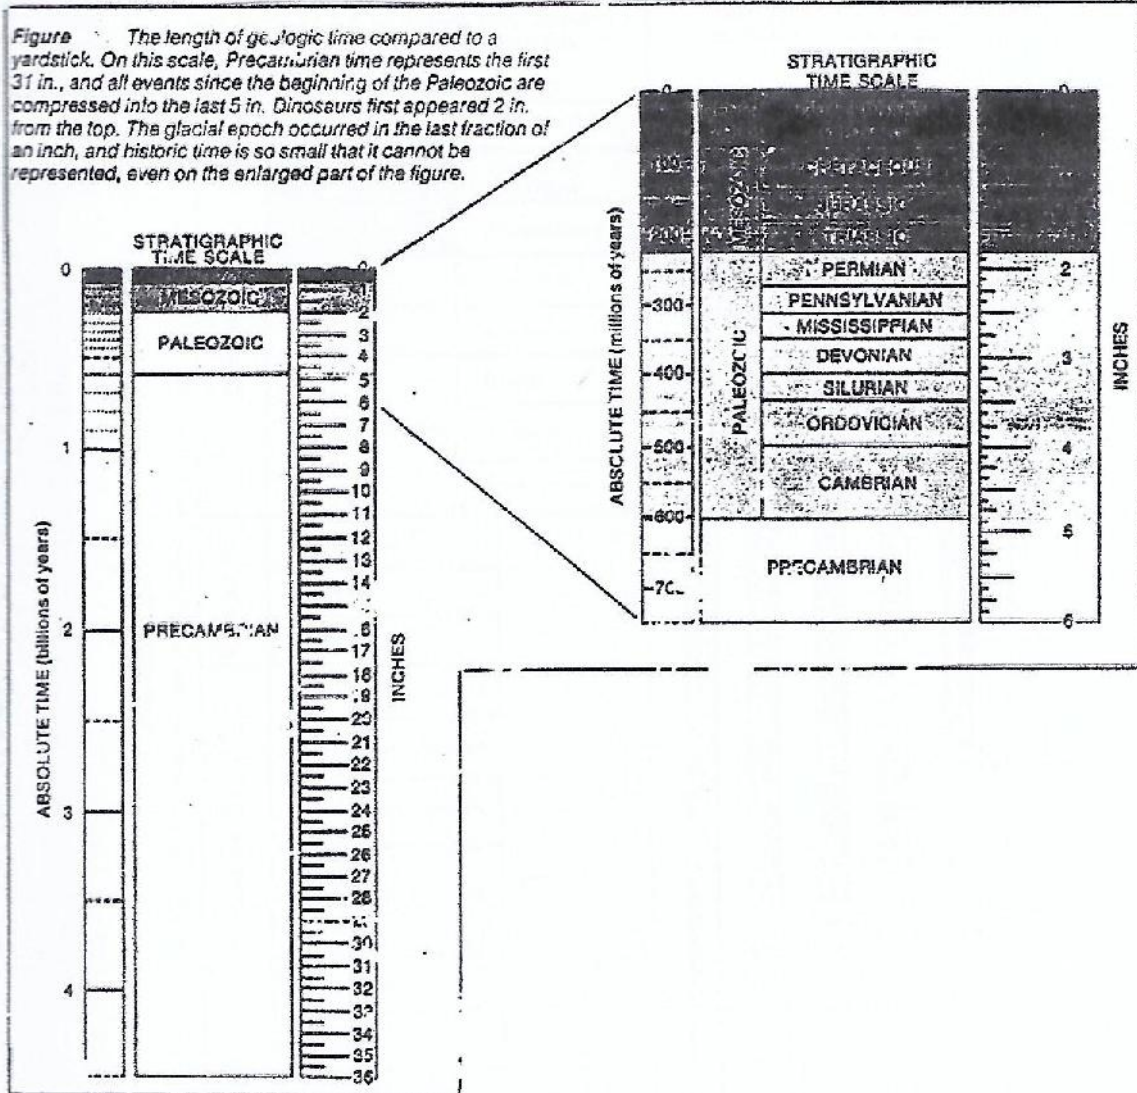 Figure The length of geologic time compared to a
yardstick. On this scale, Precambrian time represents the first
31 in., and all events since the beginning of the Paleozoic are
compressed into the last 5 in. Dinosaurs first appeared 2 in.
from the top. The glacial epoch occurred in the last fraction of
an inch, and historic time is so small that it cannot be
represented, even on the enlarged part of the figure.
STRATIGRAPHIC
TIME SCALE
ABSOLUTE TIME (billions of years)
0
1
2
3
4
MESOZOIC
PALEOZOIC
PRECAMBRIAN
0
1
2
3
4
5
6
7
8
9
10
11
12
13
14
16
17
18
19
20
21
22
23
24
25
26
27
28
30
31
32
33
34
35
36
INCHES
STRATIGRAPHIC
TIME SCALE
ABSOLUTE TIME (millions of years)
0
100
200
300
400
500
600
MESOZOIC
PALEOZOIC
CRETACEOUS
JURASSIC
TRIASSIC
PERMIAN
PENNSYLVANIAN
MISSISSIPPIAN
DEVONIAN
SILURIAN
ORDOVICIAN
CAMBRIAN
PRECAMBRIAN
0
2
3
4
5
6
INCHES